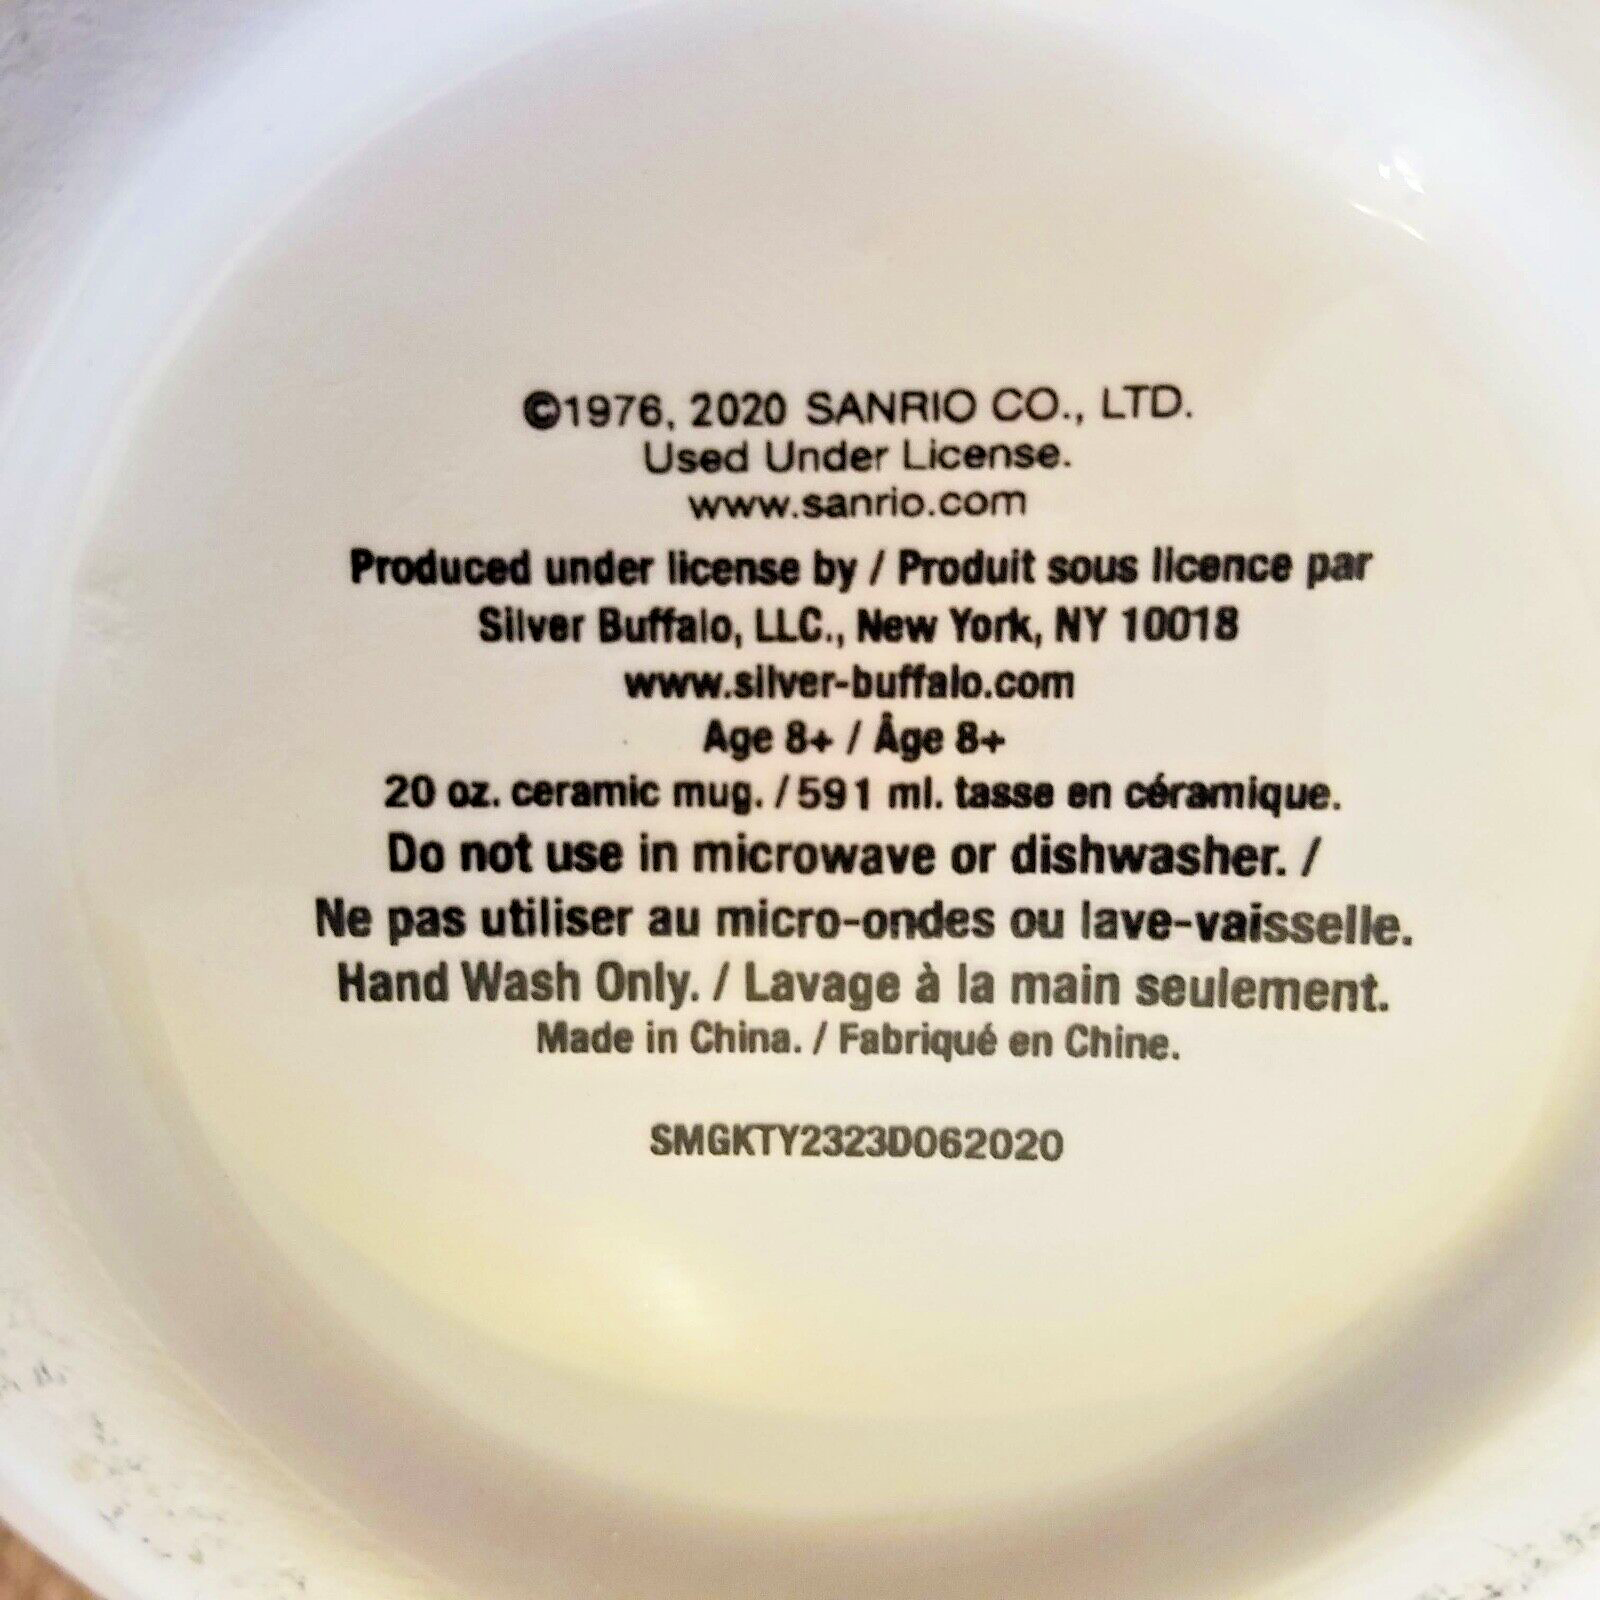 ©1976, 2020 SANRIO CO., LTD.
Used Under License.
www.sanrio.com
Produced under license by / Produit sous licence par
Silver Buffalo, LLC., New York, NY 10018
www.silver-buffalo.com
Age 8+ / Âge 8+
20 oz. ceramic mug. / 591 ml. tasse en céramique.
Do not use in microwave or dishwasher. /
Ne pas utiliser au micro-ondes ou lave-vaisselle.
Hand Wash Only. / Lavage à la main seulement.
Made in China. / Fabriqué en Chine.
SMGKTY2323D062020